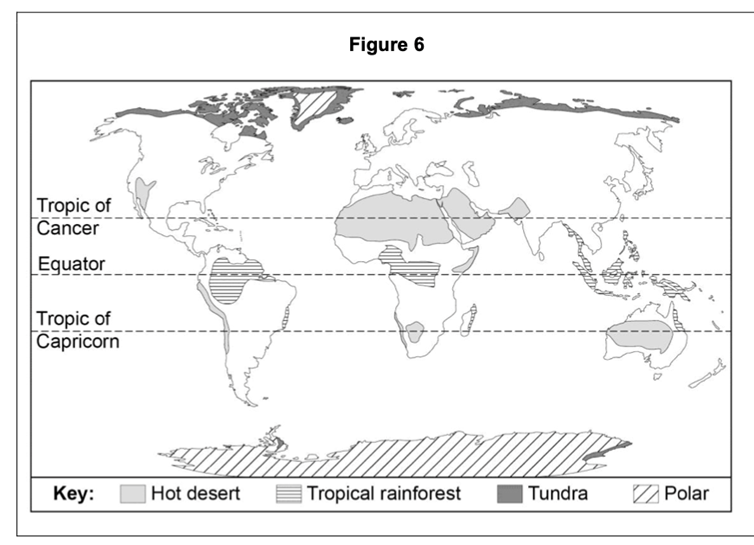 Figure 6
Tropic of
Cancer
Equator
Tropic of
Capricorn
Key: Hot desert Tropical rainforest Tundra Polar